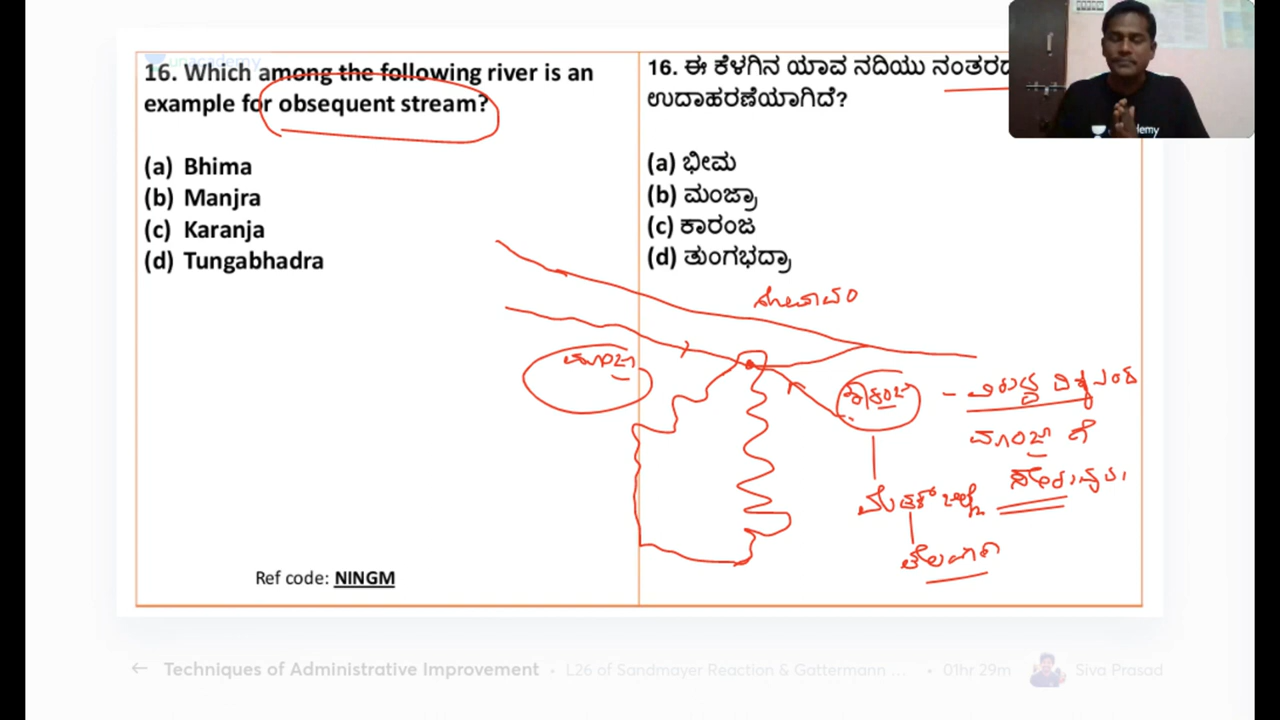 unacademy
16. Which among the following river is an
example for obsequent stream?
(a) Bhima
(b) Manjra
(c) Karanja
(d) Tungabhadra
Ref code: NINGM
16. ಈ ಕೆಳಗಿನ ಯಾವ ನದಿಯು ನಂತರದ
ಉದಾಹರಣೆಯಾಗಿದೆ?
(a) ಭೀಮ
(b) ಮಂಜ್ರಾ
(c) ಕಾರಂಜ
(d) ತುಂಗಭದ್ರಾ
← Techniques of Administrative Improvement • L26 of Sandmayer Reaction & Gattermann ... • 01hr 29m Siva Prasad